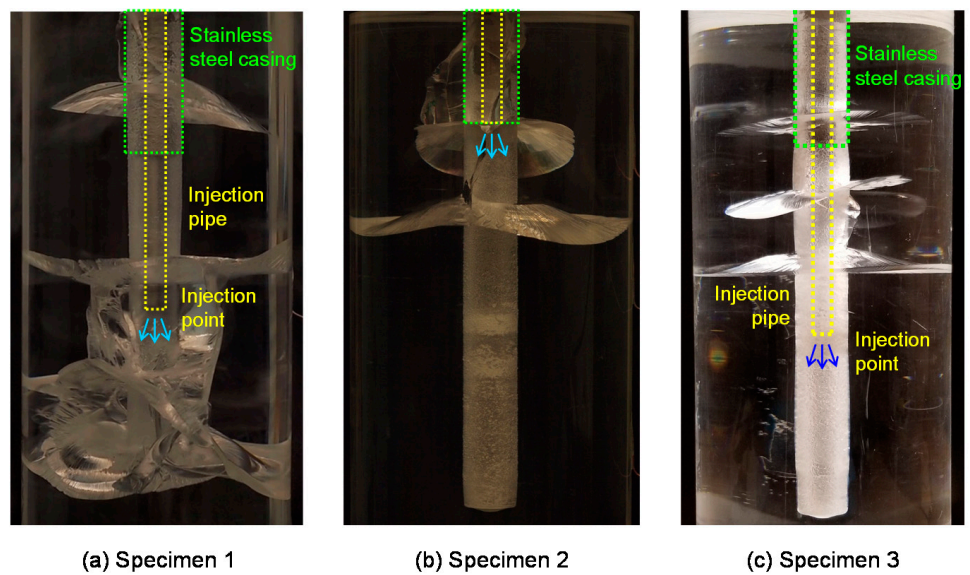 Stainless
steel casing
Injection
pipe
Injection
point
Stainless
steel casing
Injection
pipe
Injection
point
(a) Specimen 1
(b) Specimen 2
(c) Specimen 3